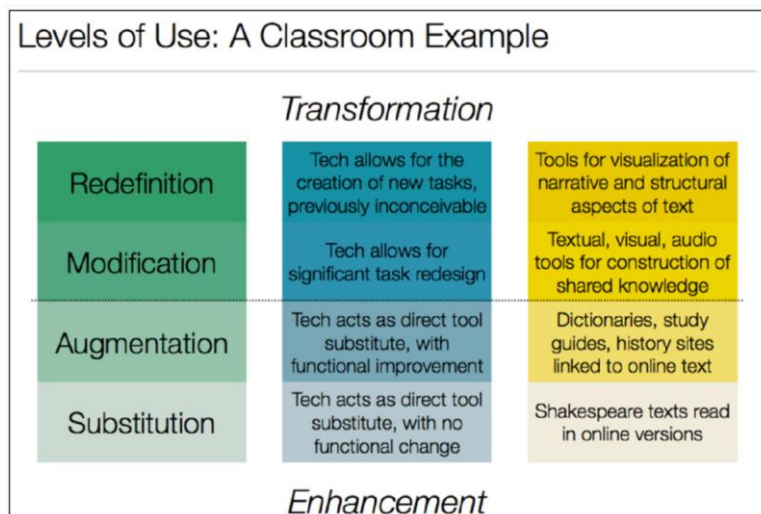 Levels of Use: A Classroom Example
Transformation
Redefinition
Tech allows for the
creation of new tasks,
previously inconceivable
Tools for visualization of
narrative and structural
aspects of text
Modification
Tech allows for
significant task redesign
Textual, visual, audio
tools for construction of
shared knowledge
Augmentation
Tech acts as direct tool
substitute, with
functional improvement
Dictionaries, study
guides, history sites
linked to online text
Substitution
Tech acts as direct tool
substitute, with no
functional change
Shakespeare texts read
in online versions
Enhancement